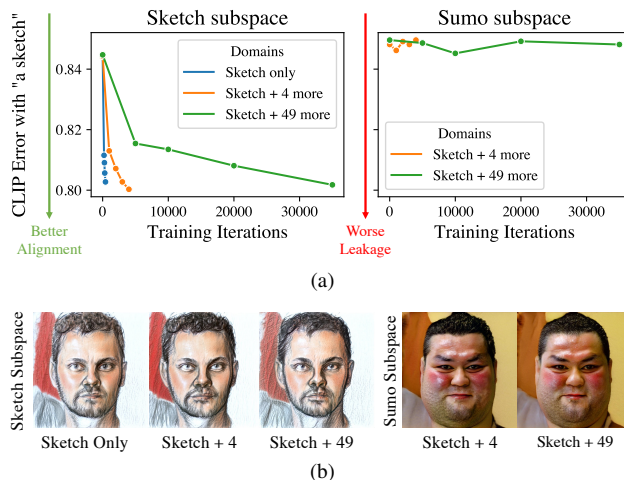 Sketch subspace
Sumo subspace
CLIP Error with "a sketch"
0.84
0.82
0.80
Domains
Sketch only
Sketch + 4 more
Sketch + 49 more
Domains
Sketch + 4 more
Sketch + 49 more
0 10000 20000 30000
0 10000 20000 30000
Training Iterations
Training Iterations
Better
Alignment
Worse
Leakage
(a)
Sketch Subspace
Sumo Subspace
Sketch Only
Sketch + 4
Sketch + 49
Sketch + 4
Sketch + 49
(b)